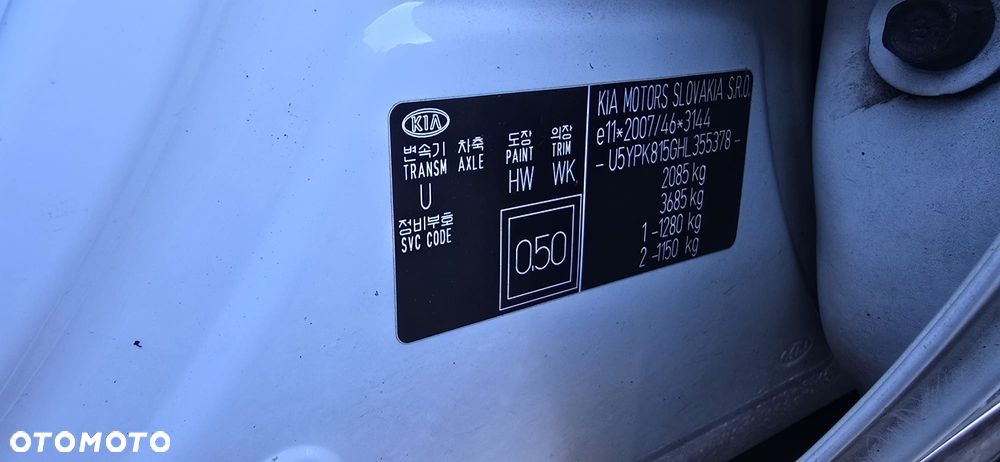 KIA
변속기 차축 도장 의장
TRANSM AXLE PAINT TRIM
U HW WK
정비부호
SVC CODE
0.50
KIA MOTORS SLOVAKIA S.R.O.
e11*2007/46*3144
- U5YPK815GHL355378 -
2085 kg
3685 kg
1 -1280 kg
2 -1150 kg
KIA
OTOMOTO